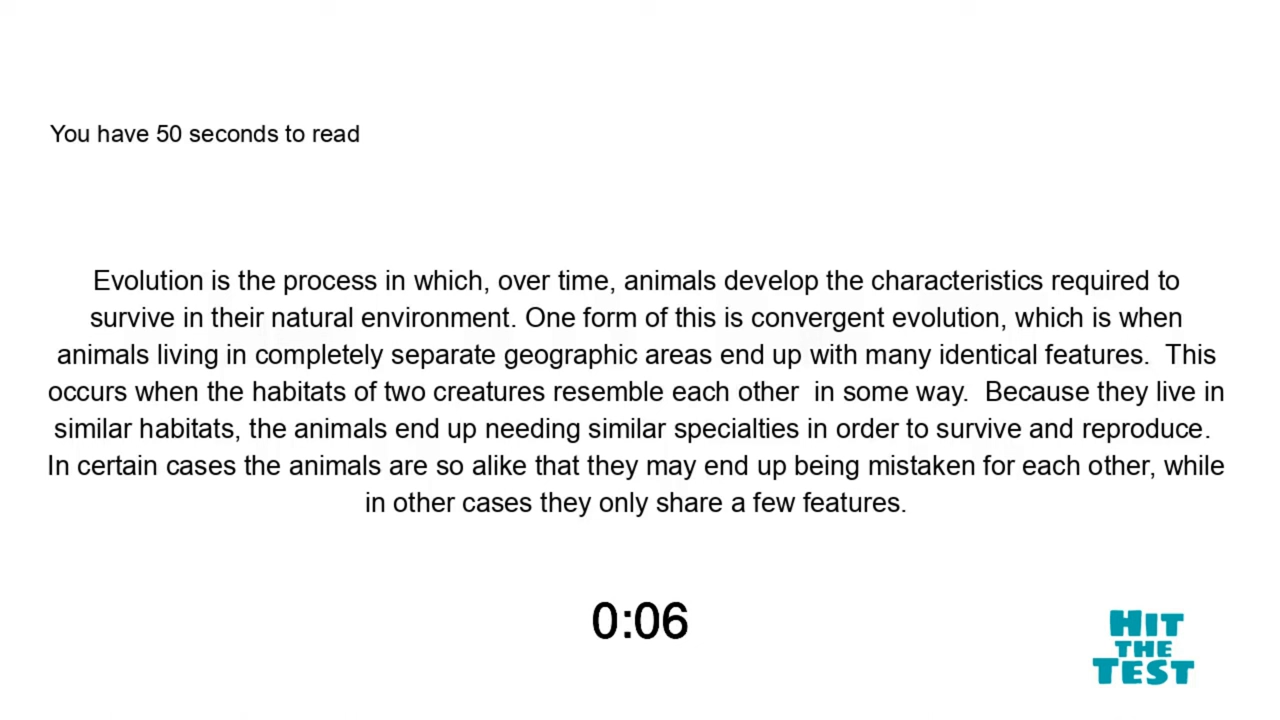 You have 50 seconds to read
Evolution is the process in which, over time, animals develop the characteristics required to
survive in their natural environment. One form of this is convergent evolution, which is when
animals living in completely separate geographic areas end up with many identical features.  This
occurs when the habitats of two creatures resemble each other  in some way.  Because they live in
similar habitats, the animals end up needing similar specialties in order to survive and reproduce.
In certain cases the animals are so alike that they may end up being mistaken for each other, while
in other cases they only share a few features.
0:06
HIT
THE
TEST